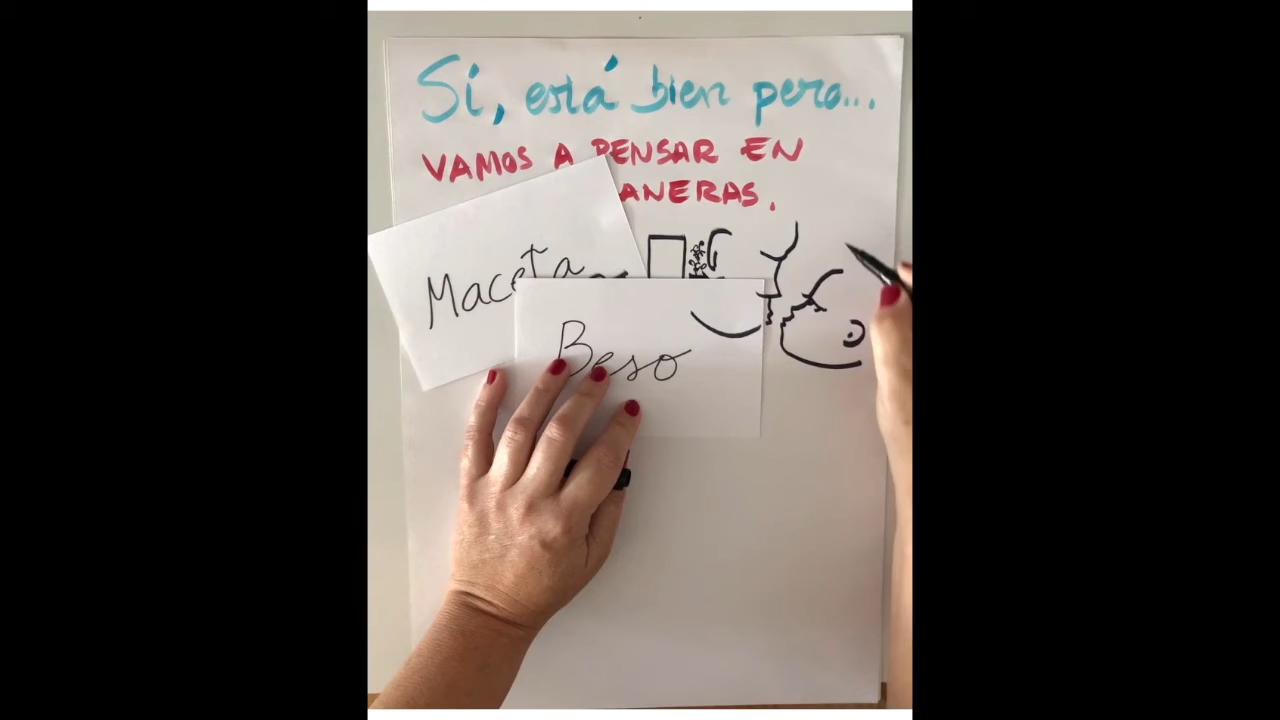 Sí, está bien pero...
VAMOS A PENSAR EN
ANERAS.
Maceta
Beso